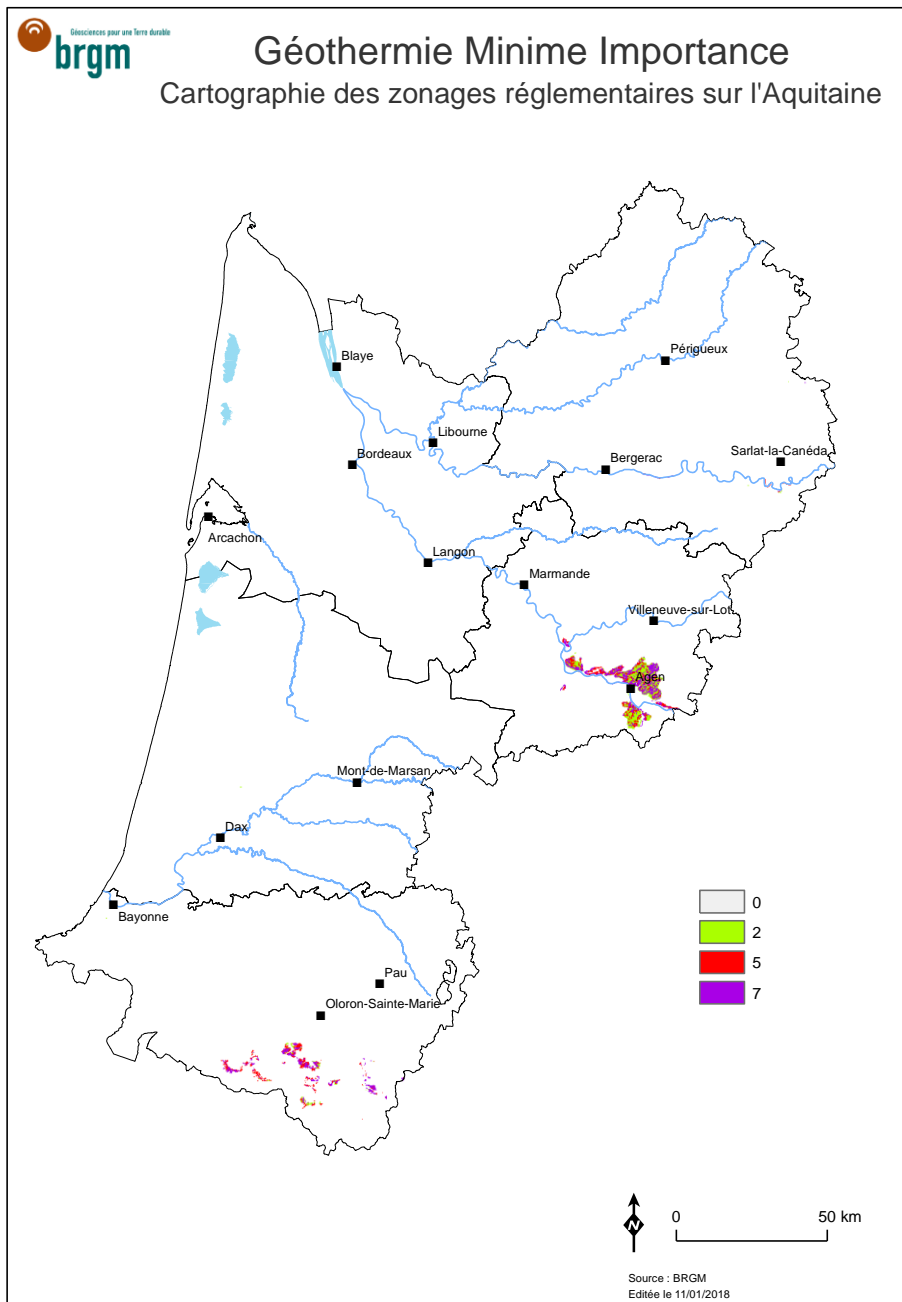 Géosciences pour une Terre durable
brgm
Géothermie Minime Importance
Cartographie des zonages réglementaires sur l'Aquitaine
Blaye
Périgueux
Libourne
Bordeaux
Bergerac
Sarlat-la-Canéda
Arcachon
Langon
Marmande
Villeneuve-sur-Lot
Agen
Mont-de-Marsan
Dax
Bayonne
0
2
5
7
Pau
Oloron-Sainte-Marie
N
0 50 km
Source : BRGM
Editée le 11/01/2018